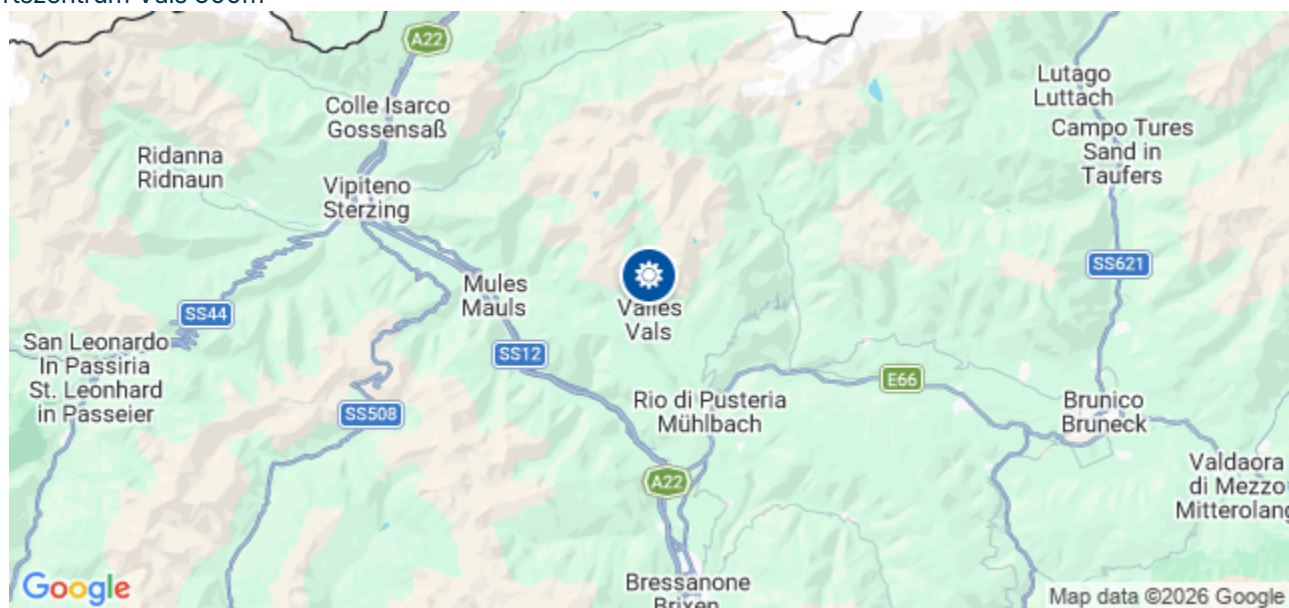 A22
Lutago
Luttach
Colle Isarco
Gossensaß
Campo Tures
Sand in
Taufers
Ridanna
Ridnaun
Vipiteno
Sterzing
SS621
Mules
Mauls
Valles
Vals
SS44
San Leonardo
In Passiria
St. Leonhard
in Passeier
SS12
E66
Rio di Pusteria
Mühlbach
Brunico
Bruneck
SS508
A22
Valdaora
di Mezzo
Mitterolang
Bressanone
Brixen
Google
Map data ©2026 Google